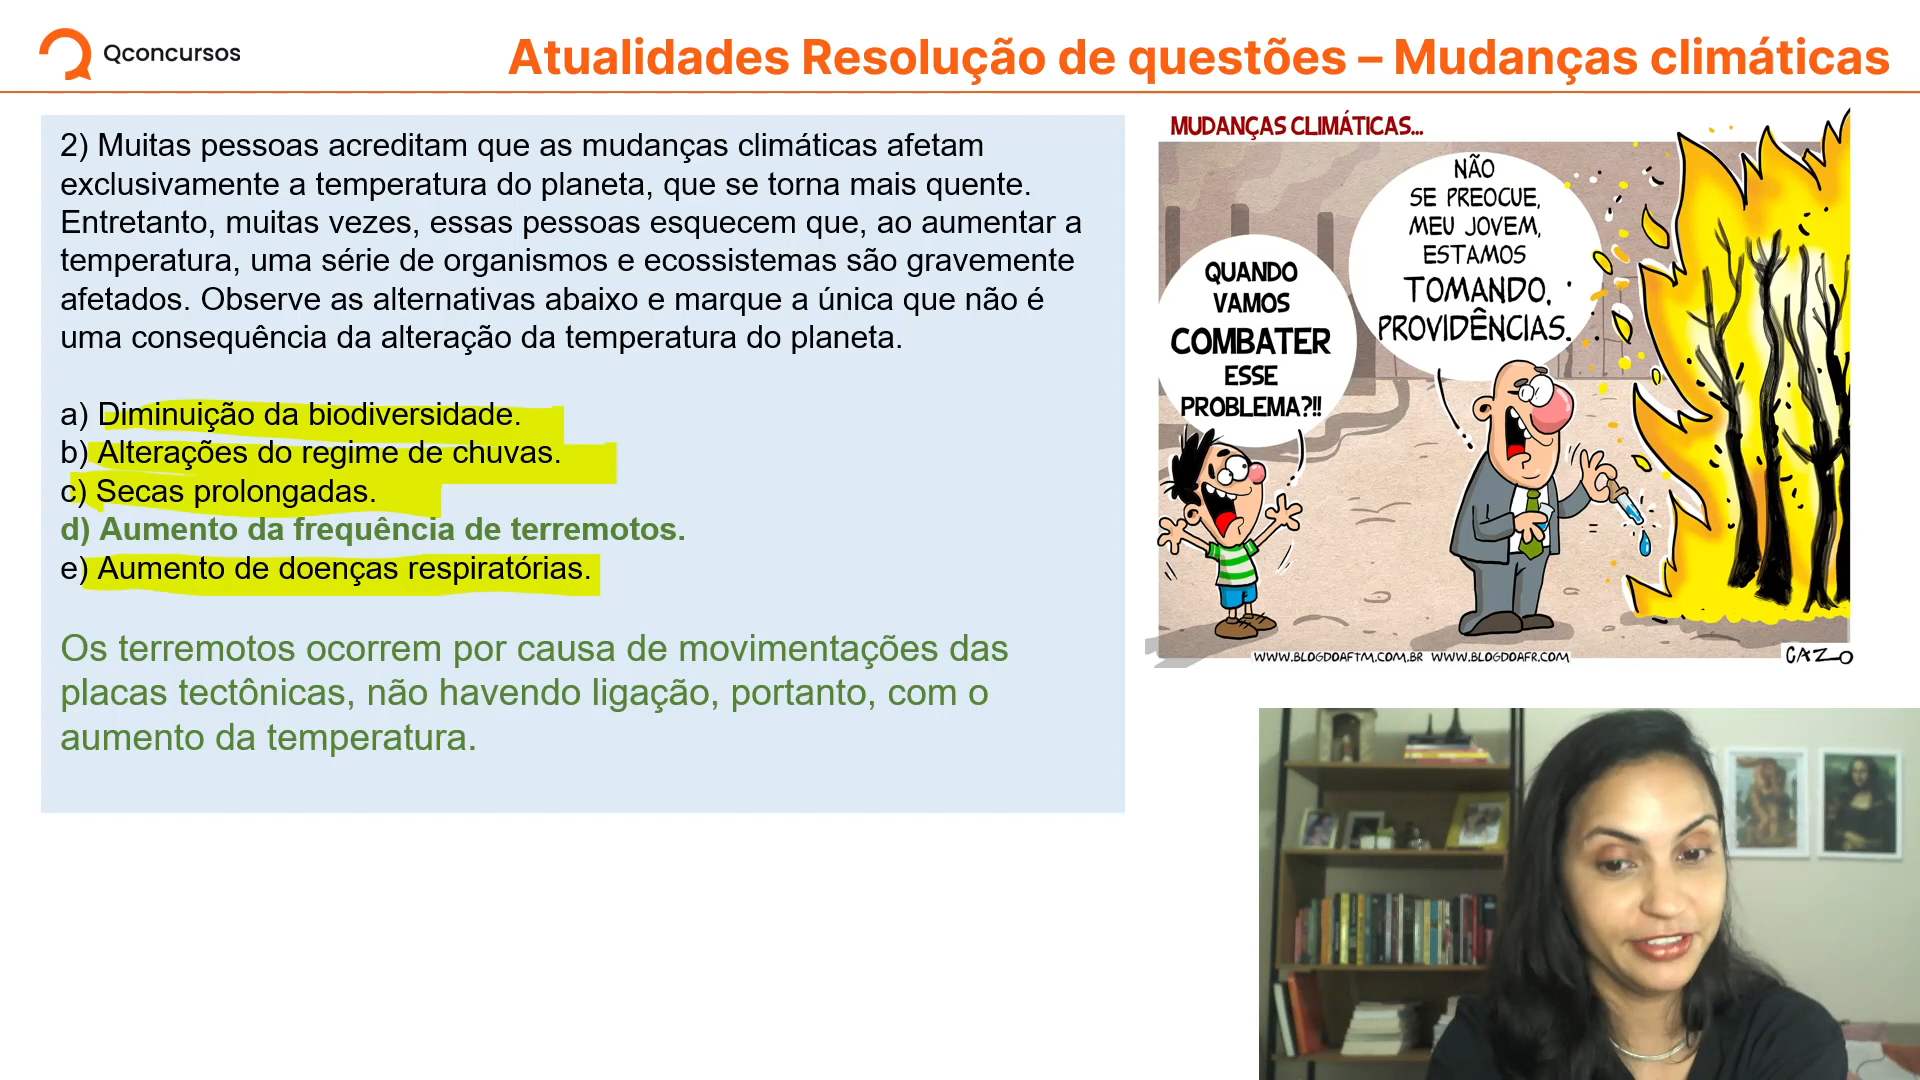 Qconcursos
Atualidades Resolução de questões – Mudanças climáticas
2) Muitas pessoas acreditam que as mudanças climáticas afetam
exclusivamente a temperatura do planeta, que se torna mais quente.
Entretanto, muitas vezes, essas pessoas esquecem que, ao aumentar a
temperatura, uma série de organismos e ecossistemas são gravemente
afetados. Observe as alternativas abaixo e marque a única que não é
uma consequência da alteração da temperatura do planeta.
a) Diminuição da biodiversidade.
b) Alterações do regime de chuvas.
c) Secas prolongadas.
d) Aumento da frequência de terremotos.
e) Aumento de doenças respiratórias.
Os terremotos ocorrem por causa de movimentações das
placas tectônicas, não havendo ligação, portanto, com o
aumento da temperatura.
MUDANÇAS CLIMÁTICAS...
QUANDO
VAMOS
COMBATER
ESSE
PROBLEMA?!!
NÃO
SE PREOCUE,
MEU JOVEM,
ESTAMOS
TOMANDO.
PROVIDÊNCIAS.
WWW.BLOGDOAFTM.COM.BR WWW.BLOGDOAFR.COM
CAZO